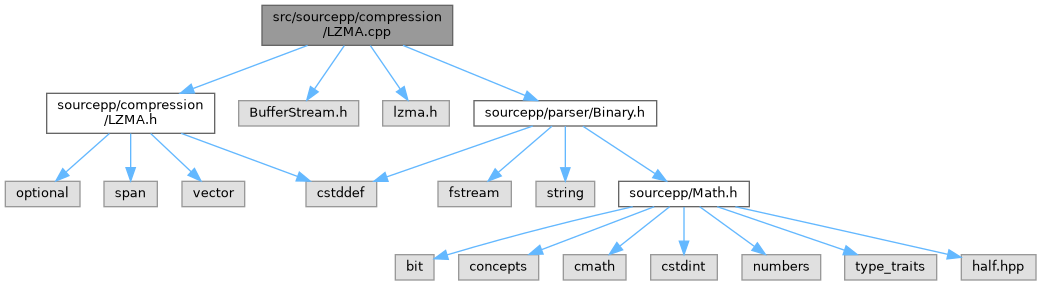 src/sourcepp/compression
/LZMA.cpp
sourcepp/compression
/LZMA.h
BufferStream.h
lzma.h
sourcepp/parser/Binary.h
optional
span
vector
cstddef
fstream
string
sourcepp/Math.h
bit
concepts
cmath
cstdint
numbers
type_traits
half.hpp